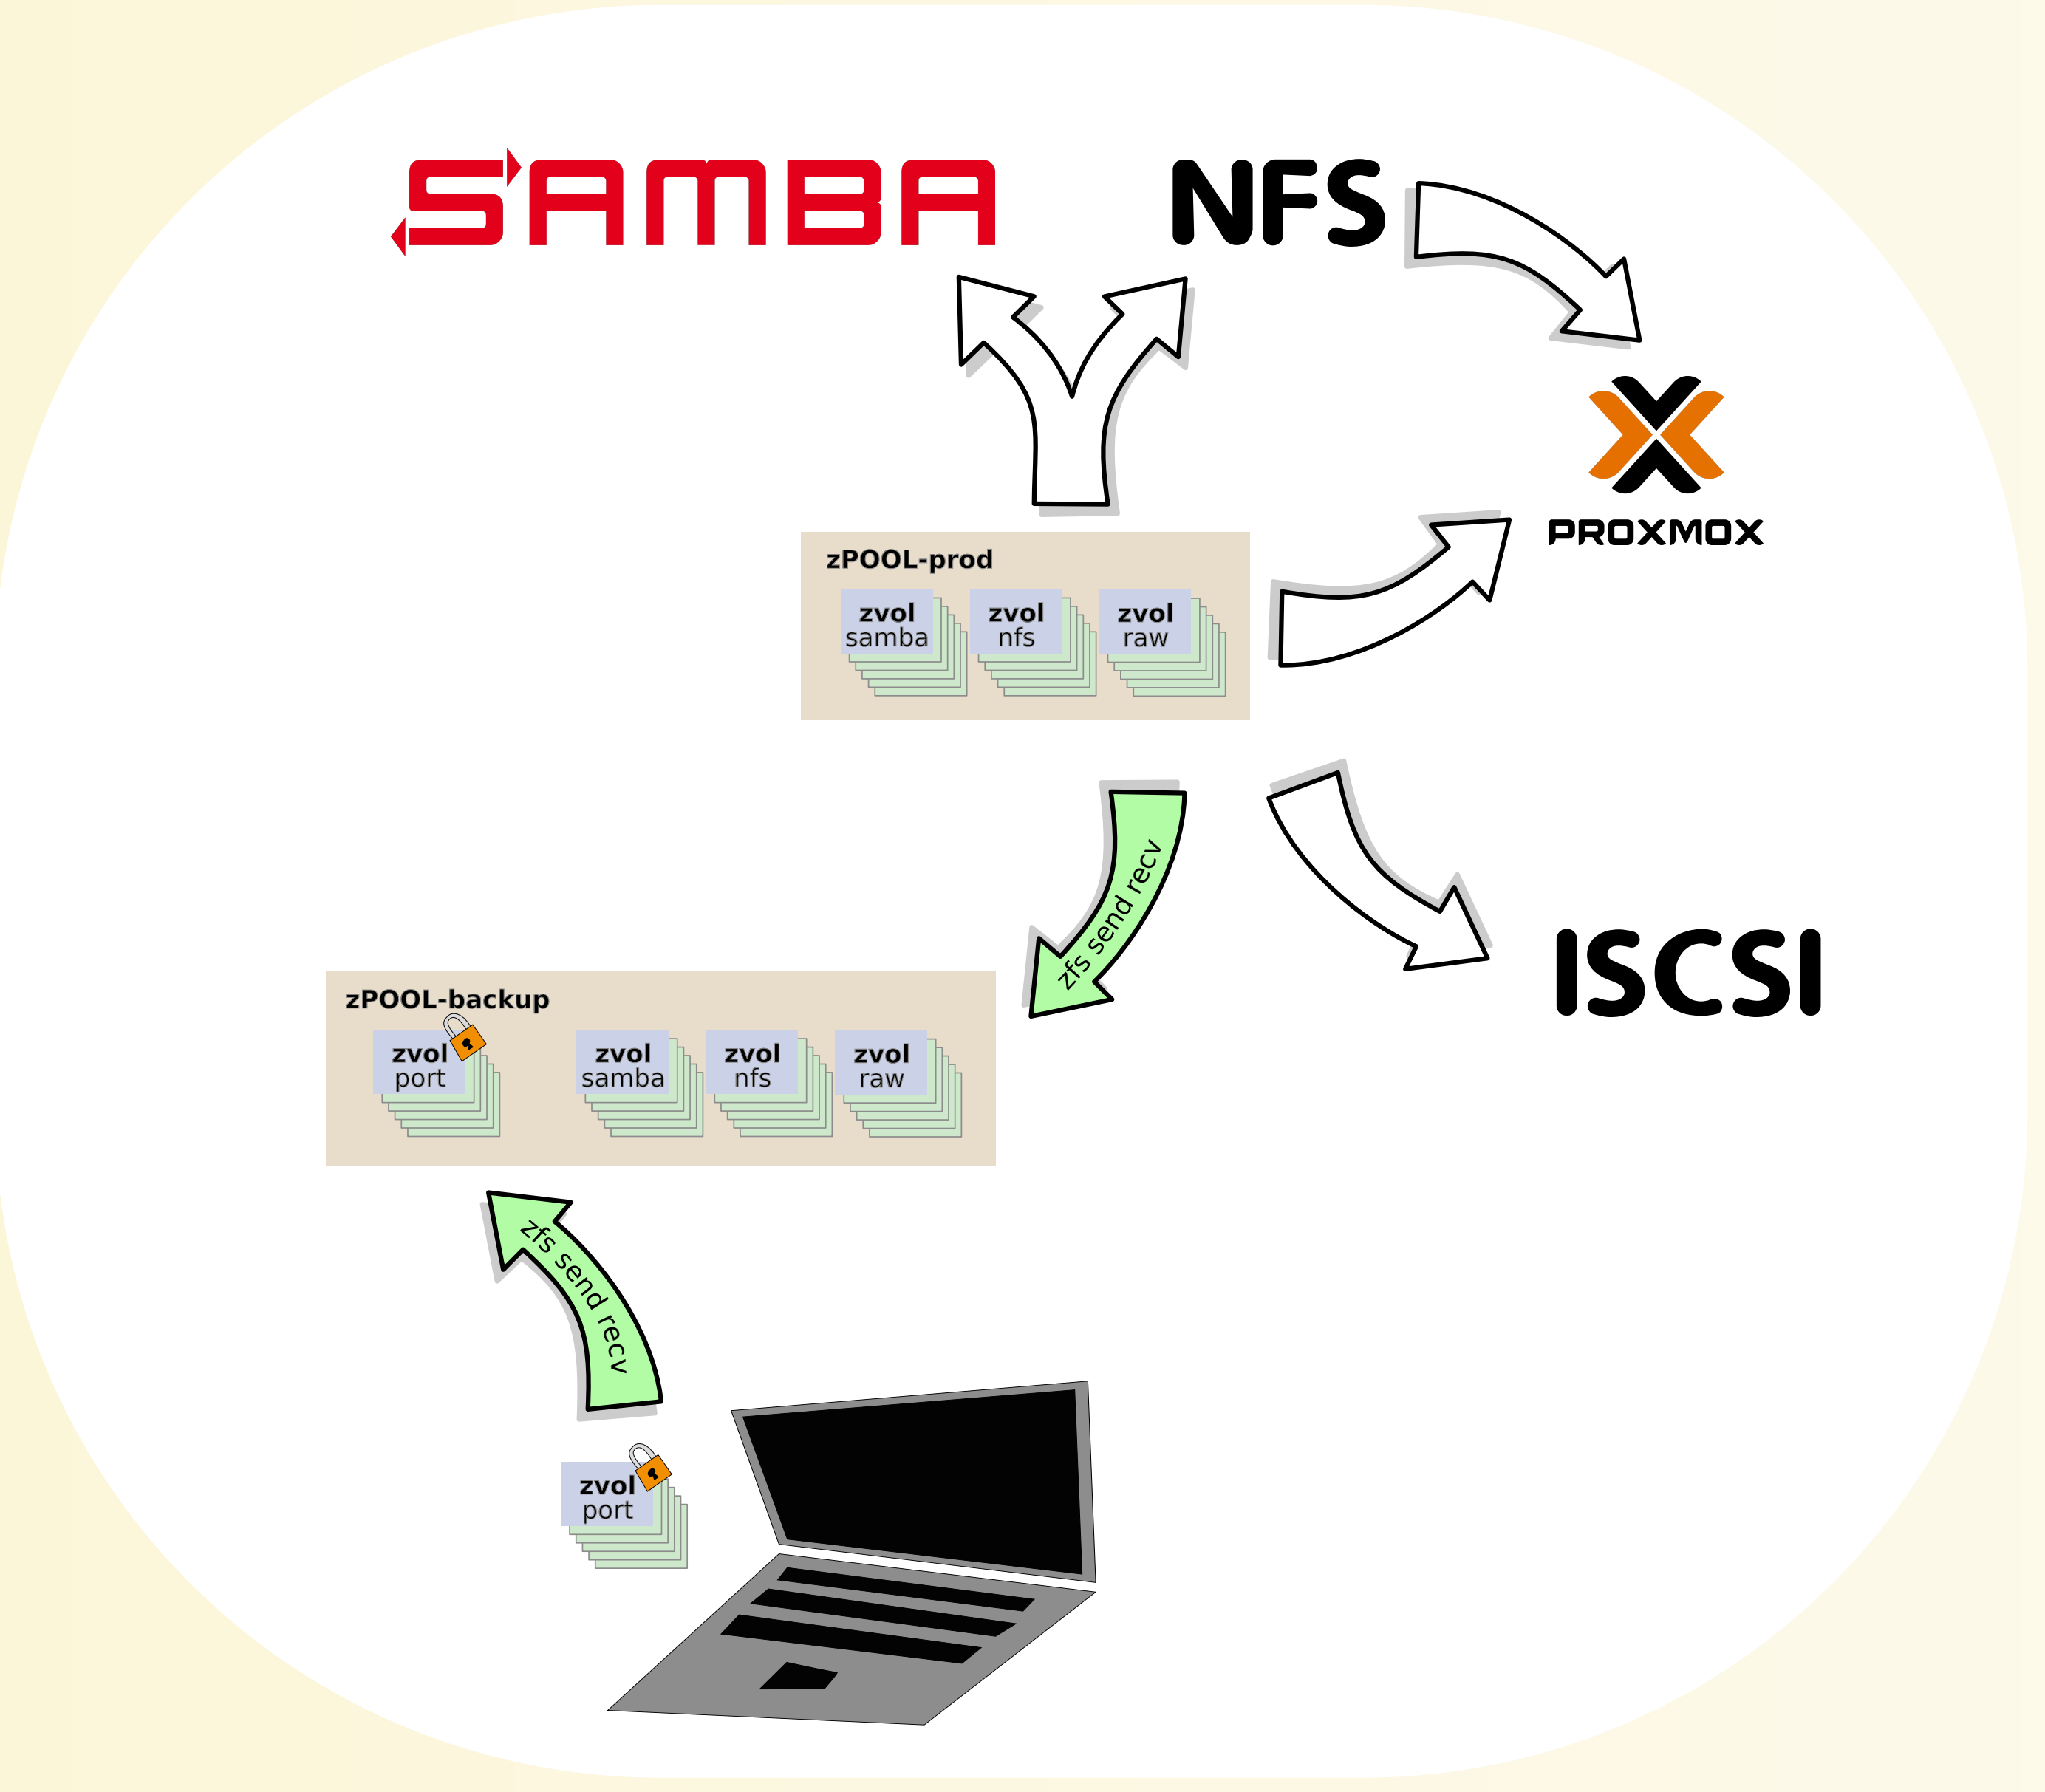 SAMBA
NFS
PROXMOX
zPOOL-prod
zvol
samba
zvol
nfs
zvol
raw
zfs send recv
ISCSI
zPOOL-backup
zvol
port
zvol
samba
zvol
nfs
zvol
raw
zfs send recv
zvol
port